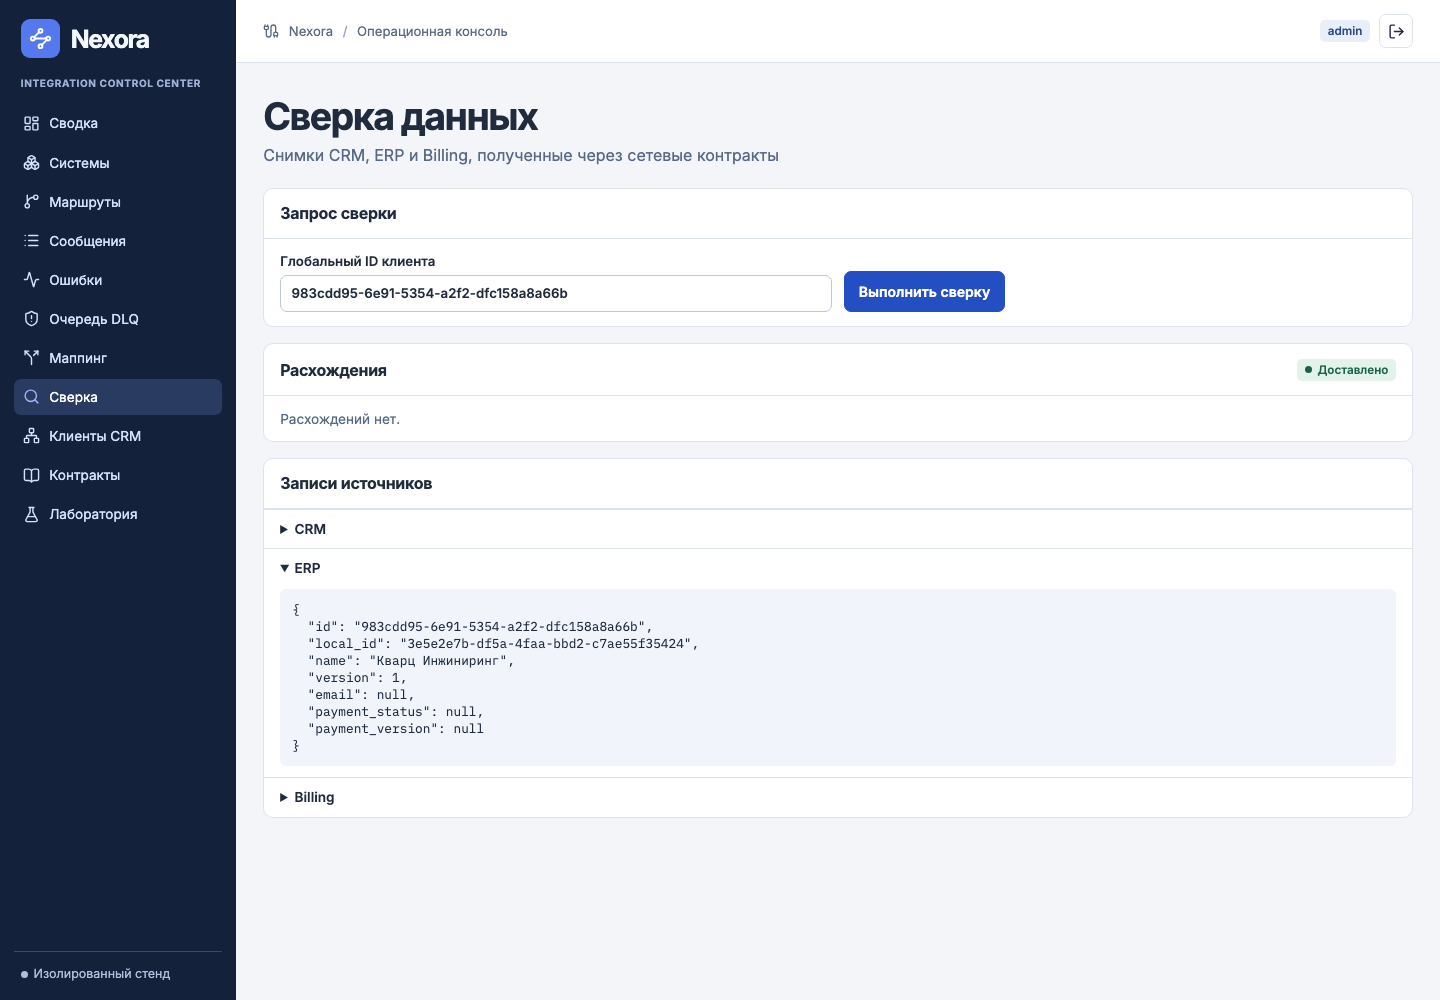 Nexora
INTEGRATION CONTROL CENTER
Сводка
Системы
Маршруты
Сообщения
Ошибки
Очередь DLQ
Маппинг
Сверка
Клиенты CRM
Контракты
Лаборатория
Изолированный стенд
Nexora / Операционная консоль
admin
Сверка данных
Снимки CRM, ERP и Billing, полученные через сетевые контракты
Запрос сверки
Глобальный ID клиента
983cdd95-6e91-5354-a2f2-dfc158a8a66b
Выполнить сверку
Расхождения
Доставлено
Расхождений нет.
Записи источников
CRM
ERP
{
"id": "983cdd95-6e91-5354-a2f2-dfc158a8a66b",
"local_id": "3e5e2e7b-df5a-4faa-bbd2-c7ae55f35424",
"name": "Кварц Инжиниринг",
"version": 1,
"email": null,
"payment_status": null,
"payment_version": null
}
Billing